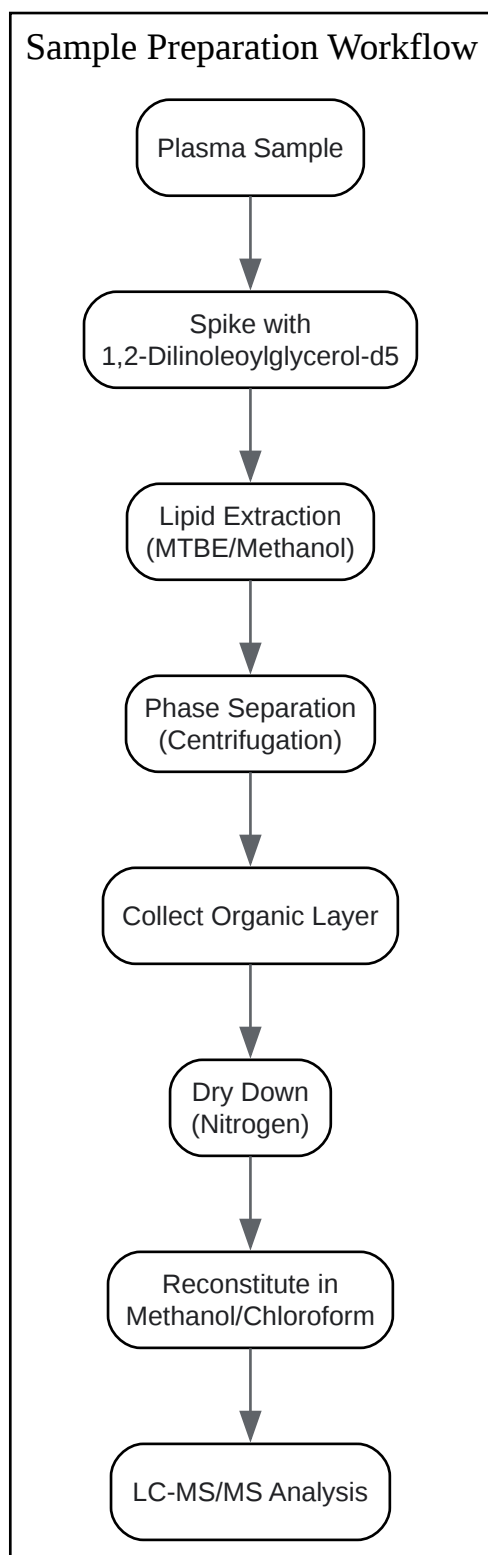 Sample Preparation Workflow
Plasma Sample
Spike with
1,2-Dilinoleoylglycerol-d5
Lipid Extraction
(MTBE/Methanol)
Phase Separation
(Centrifugation)
Collect Organic Layer
Dry Down
(Nitrogen)
Reconstitute in
Methanol/Chloroform
LC-MS/MS Analysis